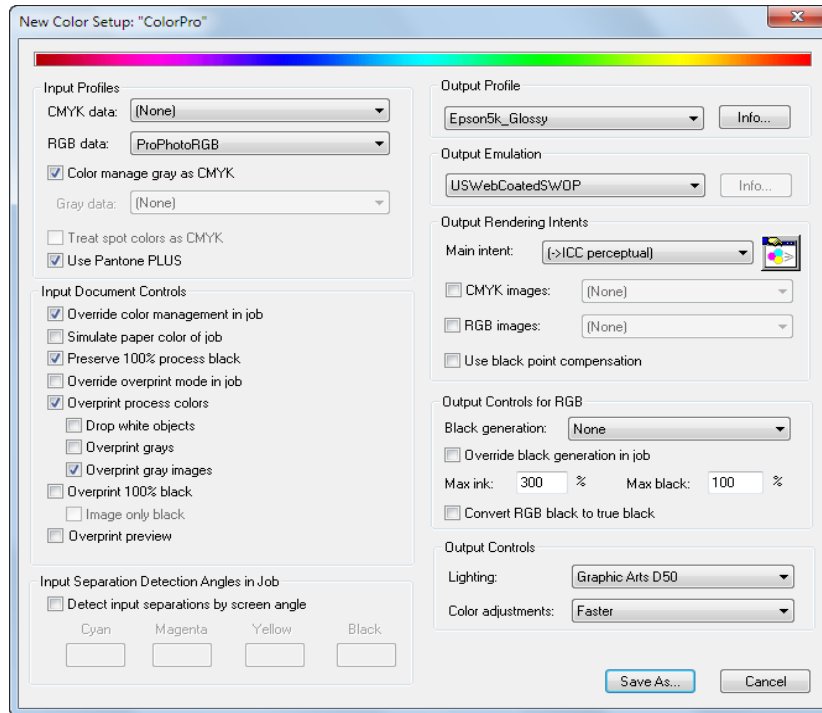 New Color Setup: "ColorPro"
Input Profiles
CMYK data: (None)
RGB data: ProPhotoRGB
Color manage gray as CMYK
Gray data: (None)
Treat spot colors as CMYK
Use Pantone PLUS
Input Document Controls
Override color management in job
Simulate paper color of job
Preserve 100% process black
Override overprint mode in job
Overprint process colors
Drop white objects
Overprint grays
Overprint gray images
Overprint 100% black
Image only black
Overprint preview
Input Separation Detection Angles in Job
Detect input separations by screen angle
Cyan Magenta Yellow Black
Output Profile
Epson5k_Glossy Info...
Output Emulation
USWebCoatedSWOP Info...
Output Rendering Intents
Main intent: (->ICC perceptual)
CMYK images: (None)
RGB images: (None)
Use black point compensation
Output Controls for RGB
Black generation: None
Override black generation in job
Max ink: 300 % Max black: 100 %
Convert RGB black to true black
Output Controls
Lighting: Graphic Arts D50
Color adjustments: Faster
Save As... Cancel